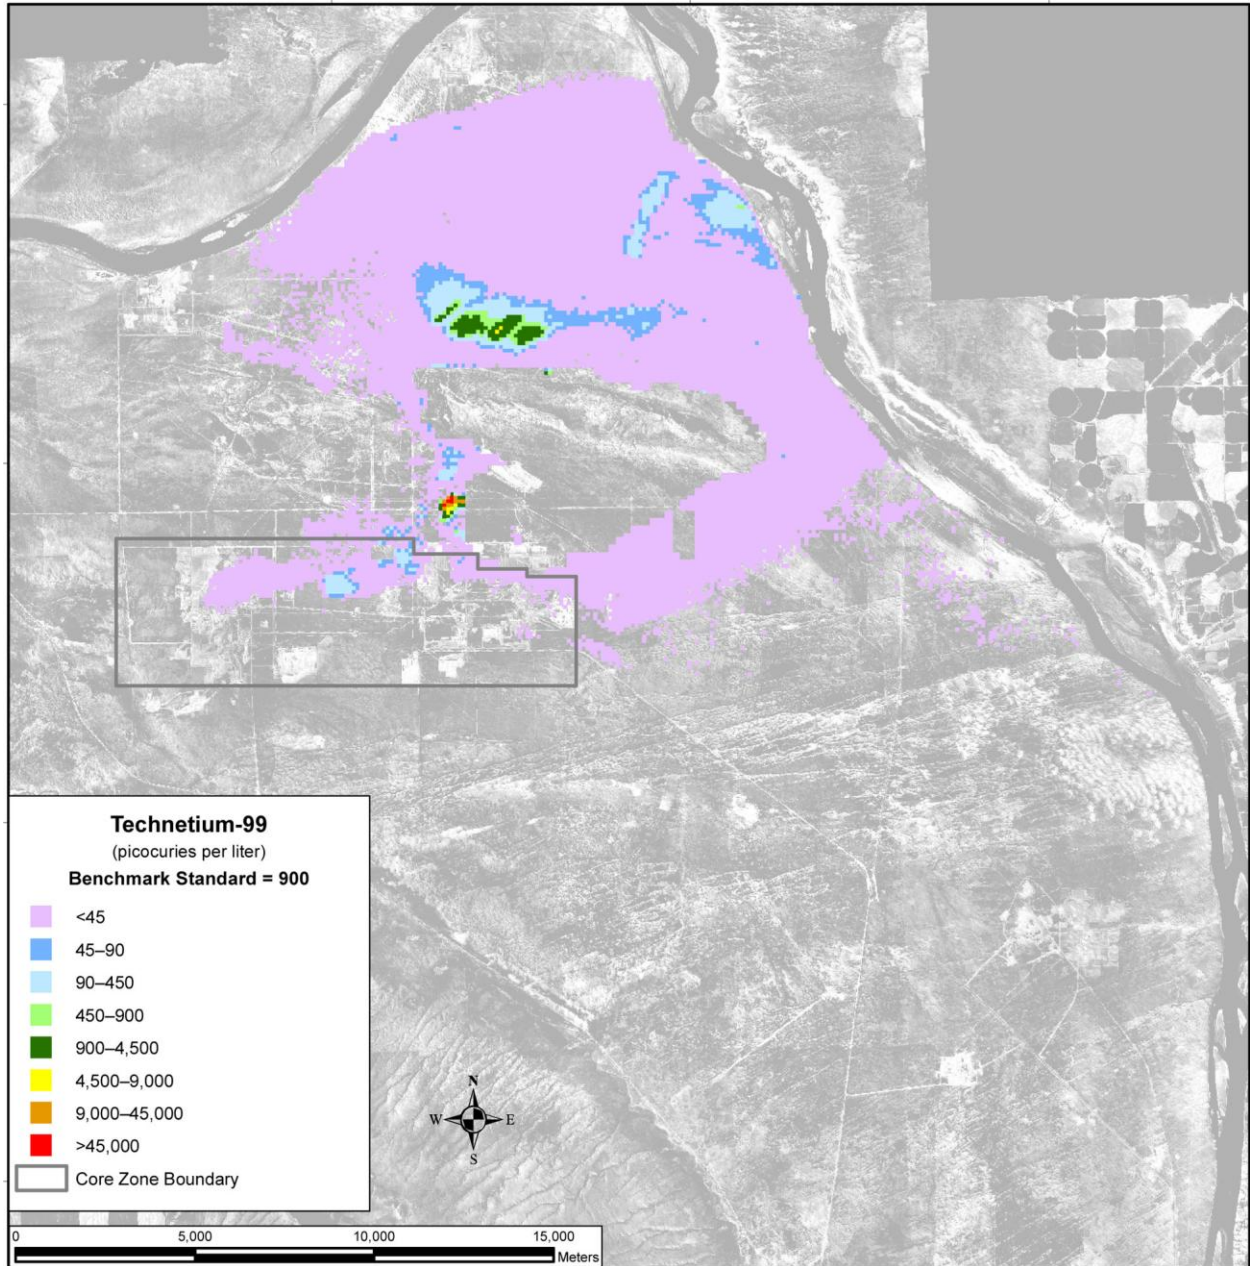 Technetium-99
(picocuries per liter)
Benchmark Standard = 900
<45
45–90
90–450
450–900
900–4,500
4,500–9,000
9,000–45,000
>45,000
Core Zone Boundary
N
W E
S
0 5,000 10,000 15,000
Meters